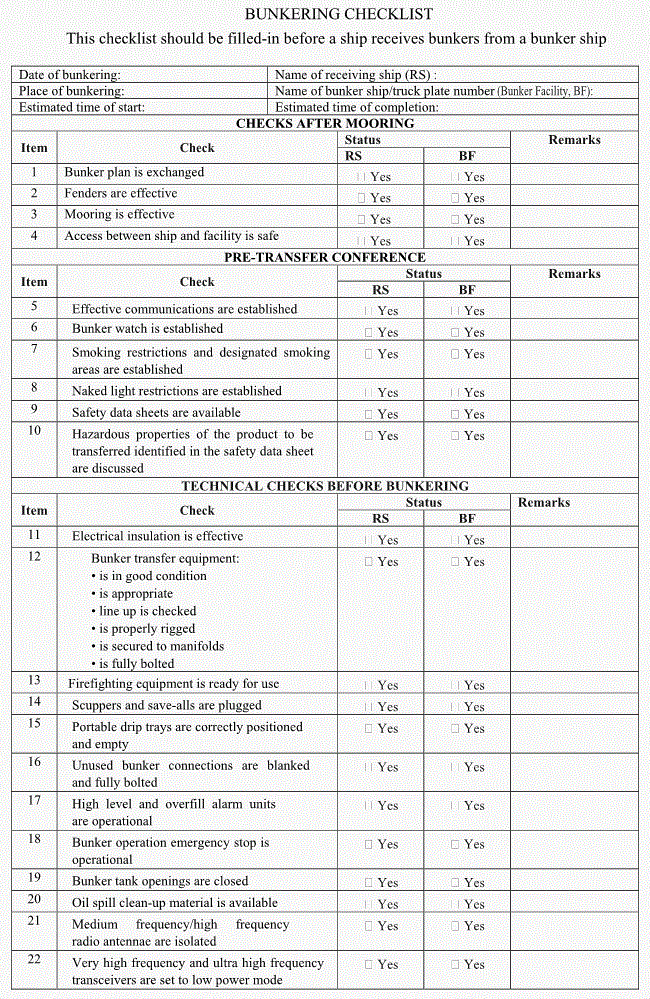 BUNKERING CHECKLIST
This checklist should be filled-in before a ship receives bunkers from a bunker ship
Date of bunkering: Name of receiving ship (RS) :
Place of bunkering: Name of bunker ship/truck plate number (Bunker Facility, BF):
Estimated time of start: Estimated time of completion:
CHECKS AFTER MOORING
Item Check Status Remarks
RS BF
1 Bunker plan is exchanged □ Yes □ Yes
2 Fenders are effective □ Yes □ Yes
3 Mooring is effective □ Yes □ Yes
4 Access between ship and facility is safe □ Yes □ Yes
PRE-TRANSFER CONFERENCE
Item Check Status Remarks
RS BF
5 Effective communications are established □ Yes □ Yes
6 Bunker watch is established □ Yes □ Yes
7 Smoking restrictions and designated smoking □ Yes □ Yes
areas are established
8 Naked light restrictions are established □ Yes □ Yes
9 Safety data sheets are available □ Yes □ Yes
10 Hazardous properties of the product to be □ Yes □ Yes
transferred identified in the safety data sheet
are discussed
TECHNICAL CHECKS BEFORE BUNKERING
Item Check Status Remarks
RS BF
11 Electrical insulation is effective □ Yes □ Yes
12 Bunker transfer equipment: □ Yes □ Yes
• is in good condition
• is appropriate
• line up is checked
• is properly rigged
• is secured to manifolds
• is fully bolted
13 Firefighting equipment is ready for use □ Yes □ Yes
14 Scuppers and save-alls are plugged □ Yes □ Yes
15 Portable drip trays are correctly positioned □ Yes □ Yes
and empty
16 Unused bunker connections are blanked □ Yes □ Yes
and fully bolted
17 High level and overfill alarm units □ Yes □ Yes
are operational
18 Bunker operation emergency stop is □ Yes □ Yes
operational
19 Bunker tank openings are closed □ Yes □ Yes
20 Oil spill clean-up material is available □ Yes □ Yes
21 Medium frequency/high frequency □ Yes □ Yes
radio antennae are isolated
22 Very high frequency and ultra high frequency □ Yes □ Yes
transceivers are set to low power mode